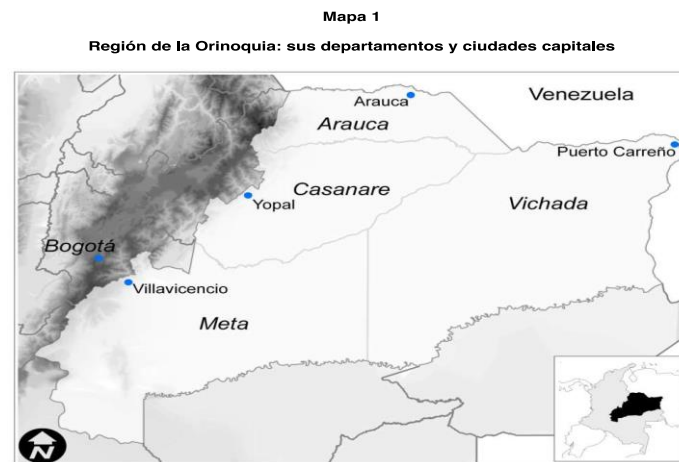 Mapa 1
Región de la Orinoquia: sus departamentos y ciudades capitales
Arauca
Venezuela
Arauca
Puerto Carreño
Casanare
Yopal
Vichada
Bogotá
Villavicencio
Meta
N